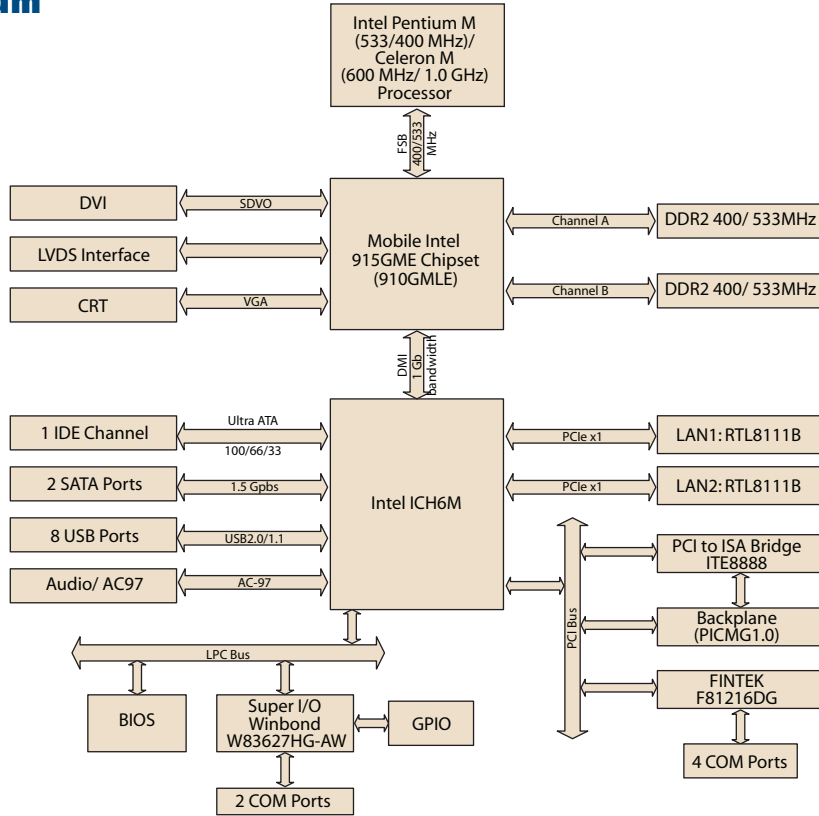 Intel Pentium M
(533/400 MHz)/
Celeron M
(600 MHz/ 1.0 GHz)
Processor
FSB
400/533
MHz
DVI
SDVO
LVDS Interface
CRT
VGA
Mobile Intel
915GME Chipset
(910GMLE)
Channel A
DDR2 400/ 533MHz
Channel B
DDR2 400/ 533MHz
DMI
1 Gb
bandwidth
1 IDE Channel
Ultra ATA
100/66/33
2 SATA Ports
1.5 Gpbs
8 USB Ports
USB2.0/1.1
Audio/ AC97
AC-97
Intel ICH6M
PCIe x1
LAN1: RTL8111B
PCIe x1
LAN2: RTL8111B
PCI Bus
PCI to ISA Bridge
ITE8888
Backplane
(PICMG1.0)
FINTEK
F81216DG
4 COM Ports
LPC Bus
BIOS
Super I/O
Winbond
W83627HG-AW
GPIO
2 COM Ports